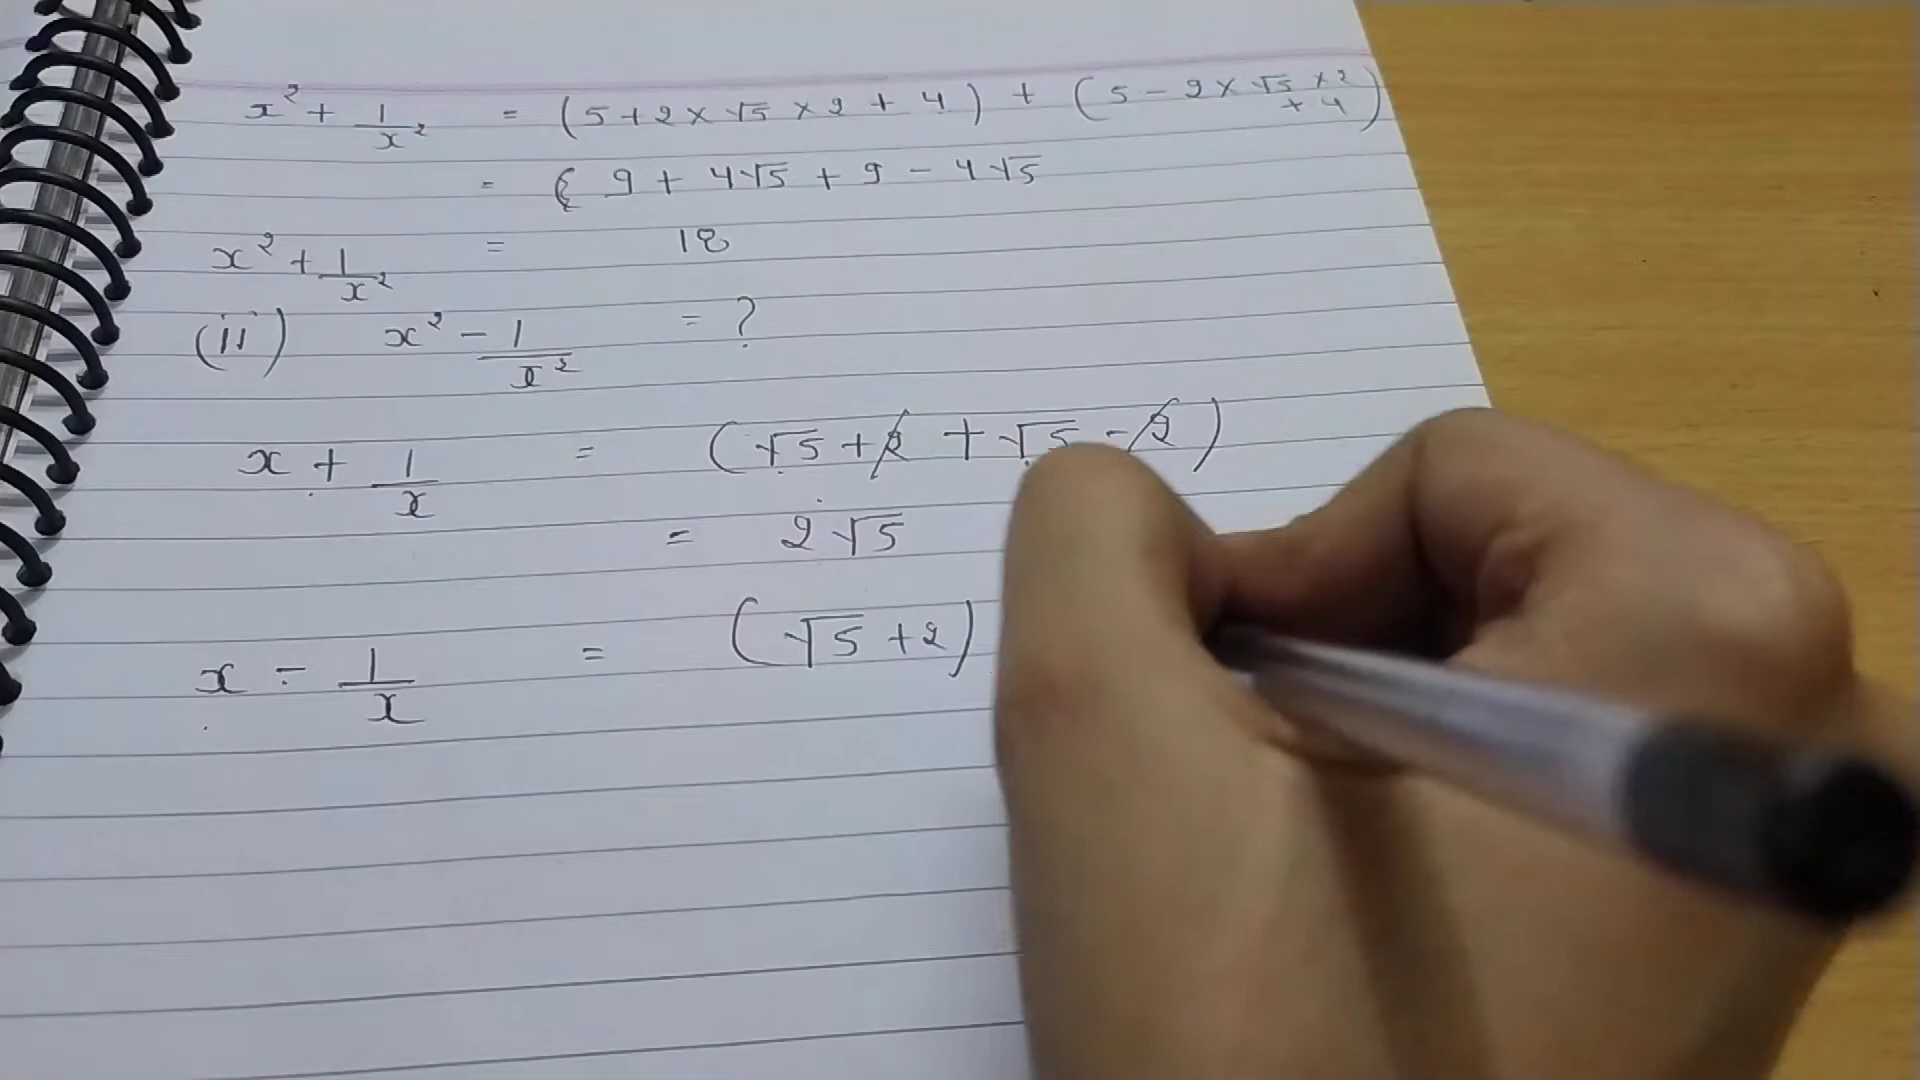 x² + 1/x² = (5 + 2 × √5 × 2 + 4) + (5 - 2 × √5 × 2 + 4)
= ( 9 + 4√5 + 9 - 4√5
x² + 1/x² = 18
(ii) x² - 1/x² = ?
x + 1/x = (√5 + 2 + √5 - 2)
= 2√5
x - 1/x = (√5 + 2)